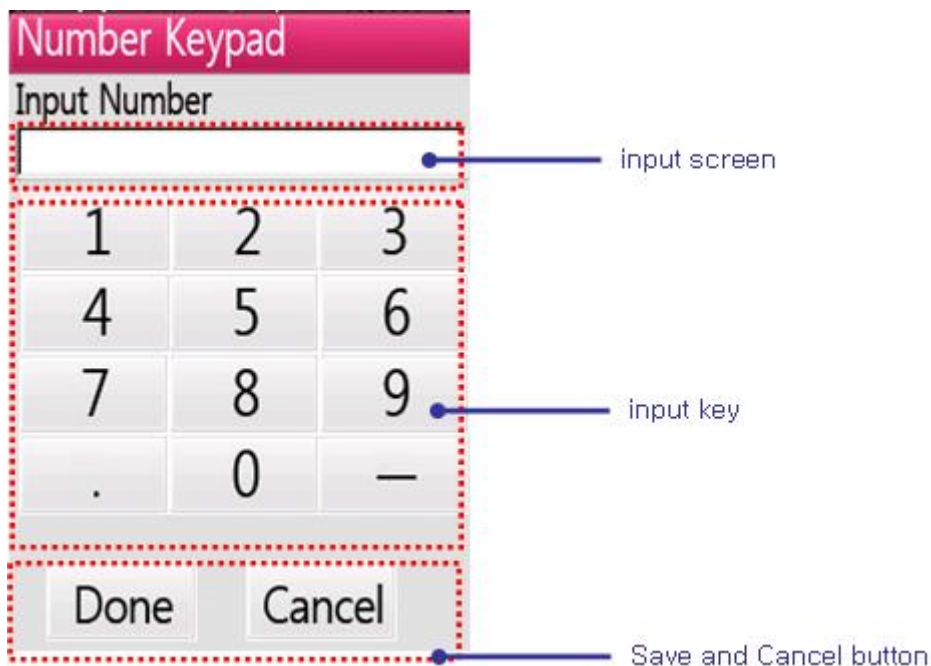 Number Keypad
Input Number
input screen
1 2 3
4 5 6
7 8 9
input key
. 0 —
Done Cancel
Save and Cancel button